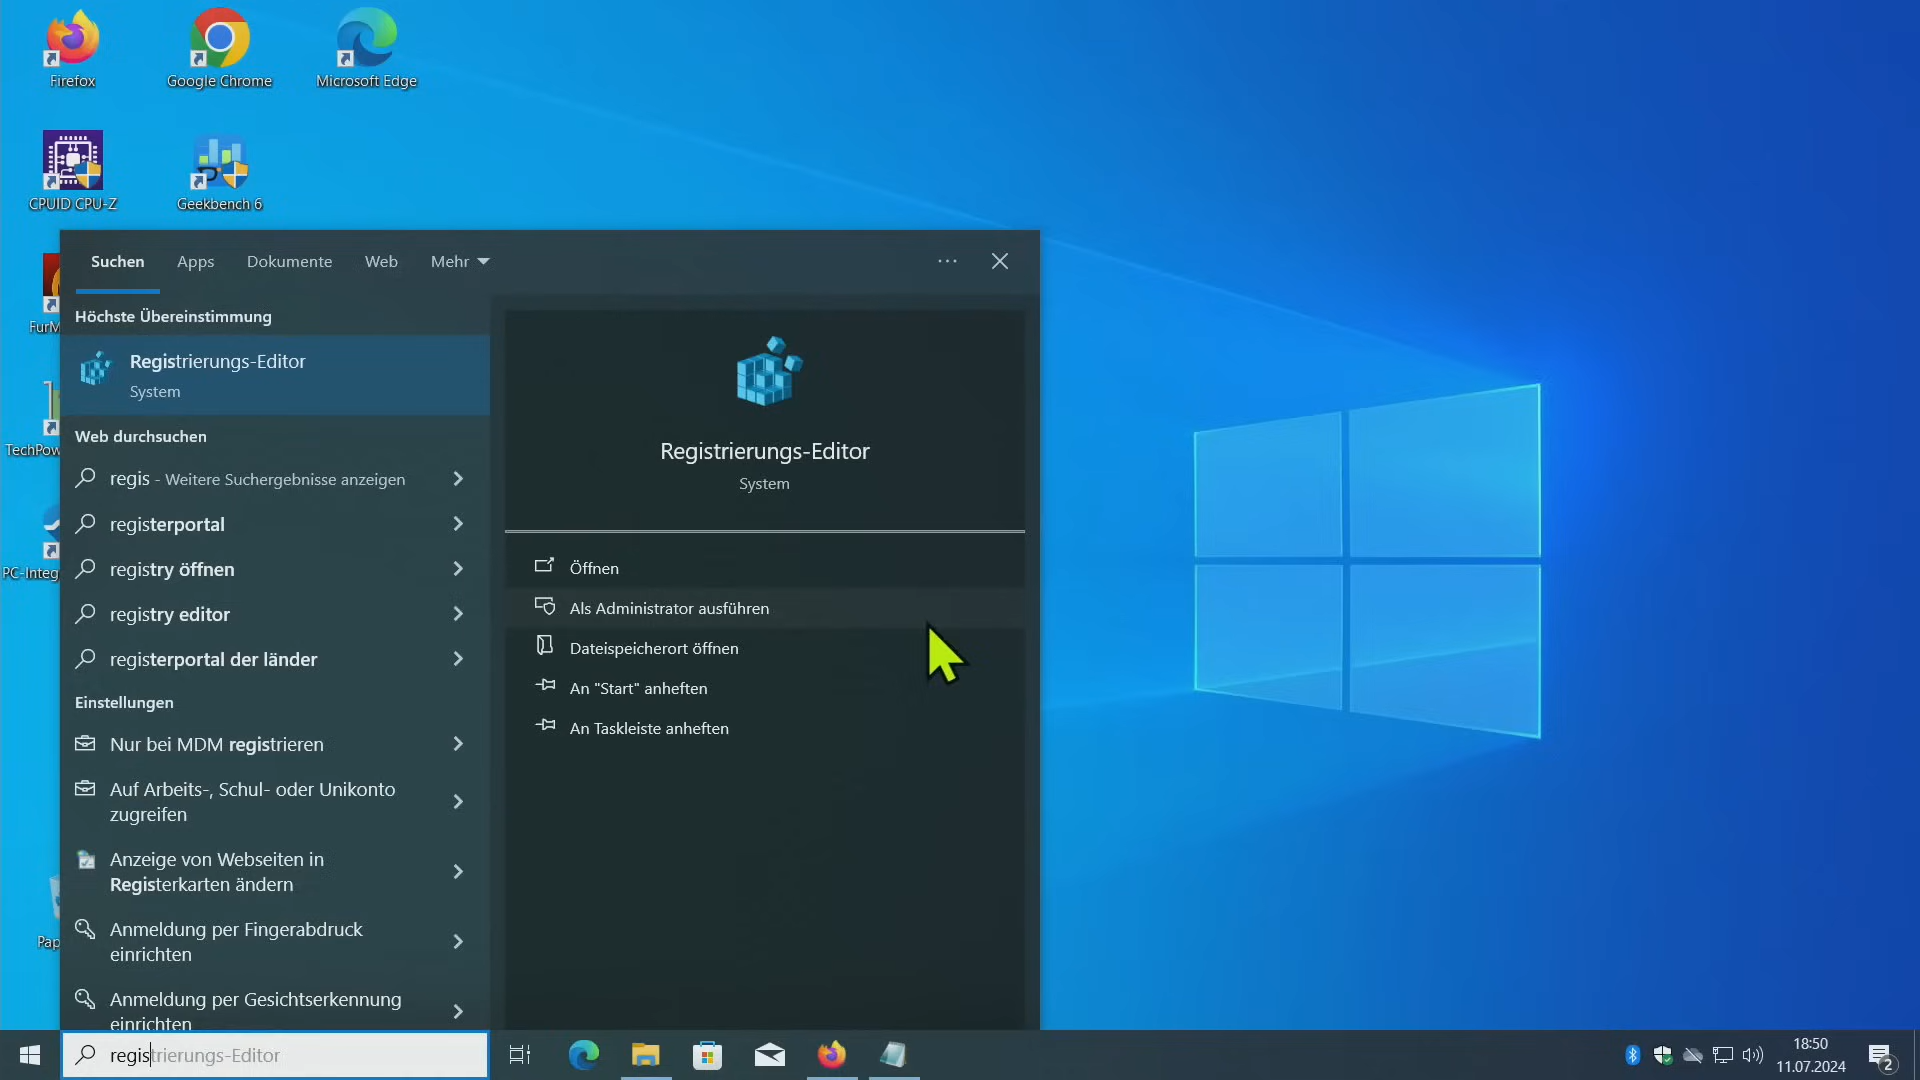 Firefox
Google Chrome
Microsoft Edge
CPUID CPU-Z
Geekbench 6
FurM
TechPow
PC-Integ
Pap
Suchen Apps Dokumente Web Mehr
Höchste Übereinstimmung
Registrierungs-Editor
System
Web durchsuchen
regis - Weitere Suchergebnisse anzeigen
registerportal
registry öffnen
registry editor
registerportal der länder
Einstellungen
Nur bei MDM registrieren
Auf Arbeits-, Schul- oder Unikonto
zugreifen
Anzeige von Webseiten in
Registerkarten ändern
Anmeldung per Fingerabdruck
einrichten
Anmeldung per Gesichtserkennung
einrichten
Registrierungs-Editor
System
Öffnen
Als Administrator ausführen
Dateispeicherort öffnen
An "Start" anheften
An Taskleiste anheften
registrierungs-Editor
18:50
11.07.2024
2